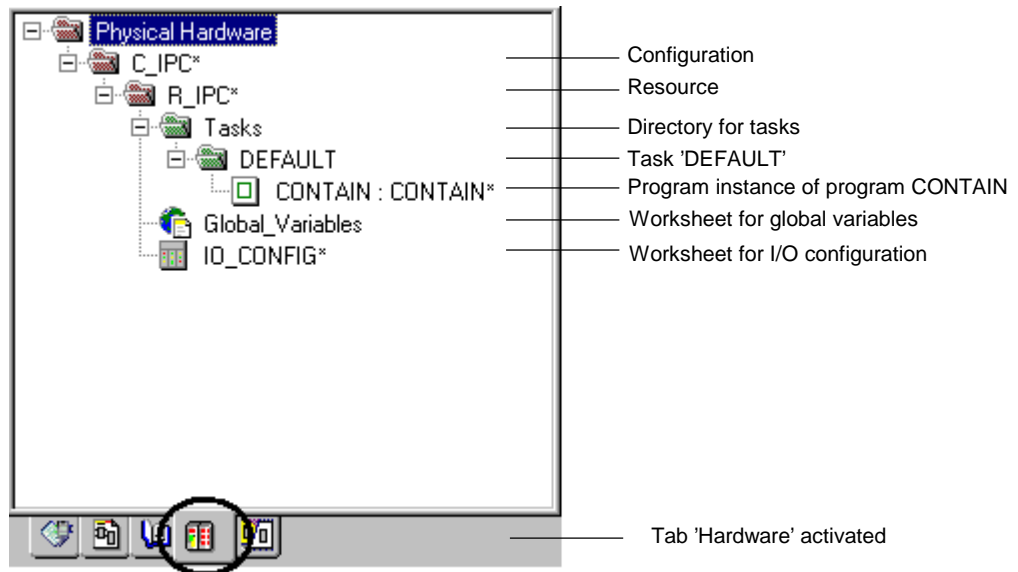 Physical Hardware
C_IPC* Configuration
R_IPC* Resource
Tasks Directory for tasks
DEFAULT Task 'DEFAULT'
CONTAIN : CONTAIN* Program instance of program CONTAIN
Global_Variables Worksheet for global variables
IO_CONFIG* Worksheet for I/O configuration
Tab 'Hardware' activated